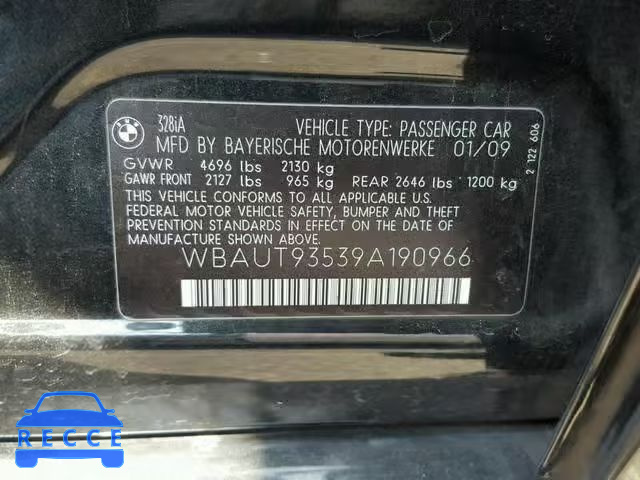 BMW
328iA
VEHICLE TYPE: PASSENGER CAR
MFD BY BAYERISCHE MOTORENWERKE 01/09
GVWR 4696 lbs 2130 kg
GAWR FRONT 2127 lbs 965 kg REAR 2646 lbs 1200 kg
THIS VEHICLE CONFORMS TO ALL APPLICABLE U.S.
FEDERAL MOTOR VEHICLE SAFETY, BUMPER AND THEFT
PREVENTION STANDARDS IN EFFECT ON THE DATE OF
MANUFACTURE SHOWN ABOVE.
WBAUT93539A190966
2 122 606
RECCE